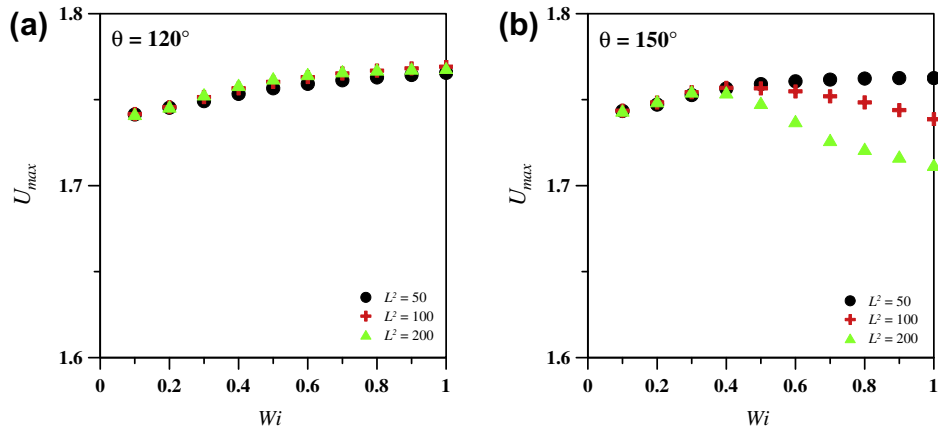 (a)
θ = 120°
1.8
1.7
1.6
U_max
0
0.2
0.4
0.6
0.8
1
Wi
L² = 50
L² = 100
L² = 200
(b)
θ = 150°
1.8
1.7
1.6
U_max
0
0.2
0.4
0.6
0.8
1
Wi
L² = 50
L² = 100
L² = 200